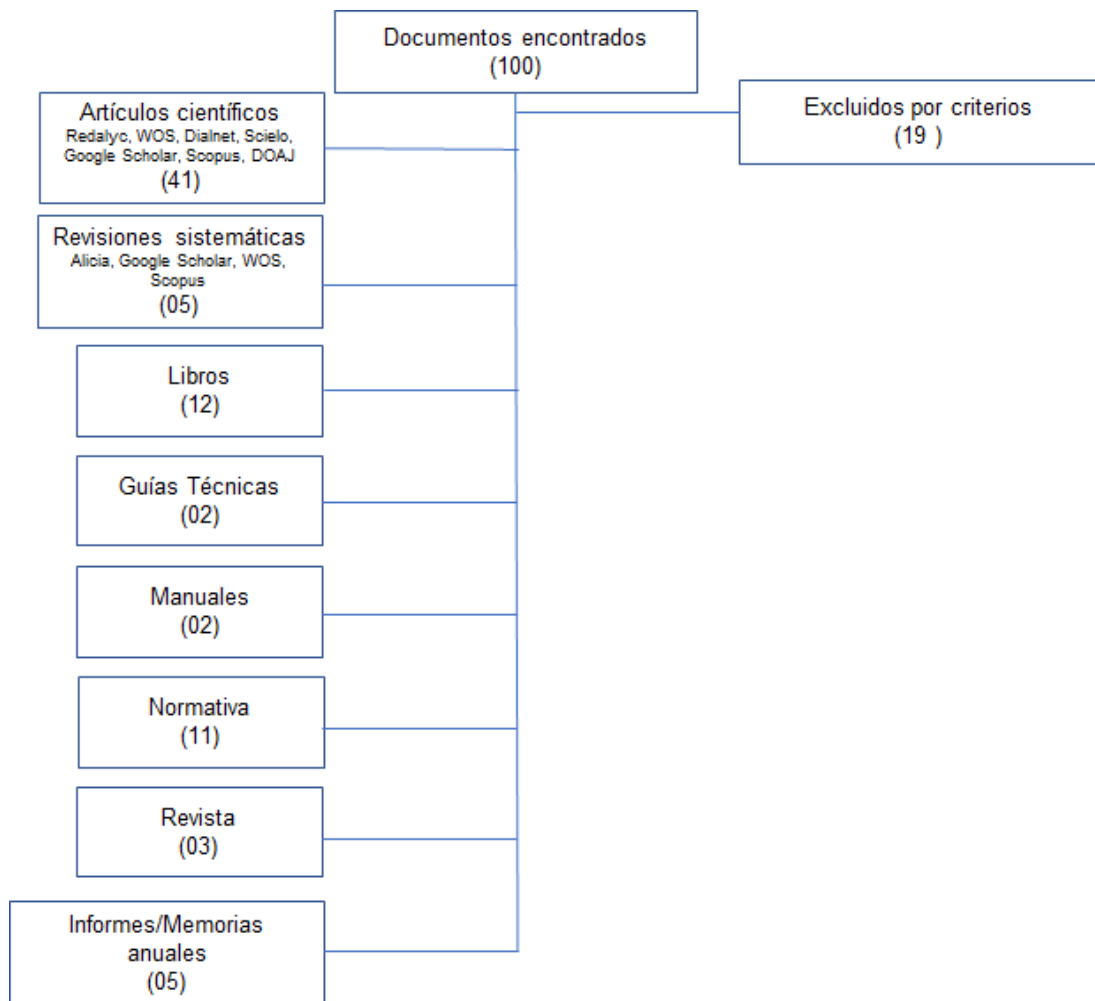 Documentos encontrados
(100)
Artículos científicos
Redalyc, WOS, Dialnet, Scielo,
Google Scholar, Scopus, DOAJ
(41)
Excluidos por criterios
(19 )
Revisiones sistemáticas
Alicia, Google Scholar, WOS,
Scopus
(05)
Libros
(12)
Guías Técnicas
(02)
Manuales
(02)
Normativa
(11)
Revista
(03)
Informes/Memorias
anuales
(05)